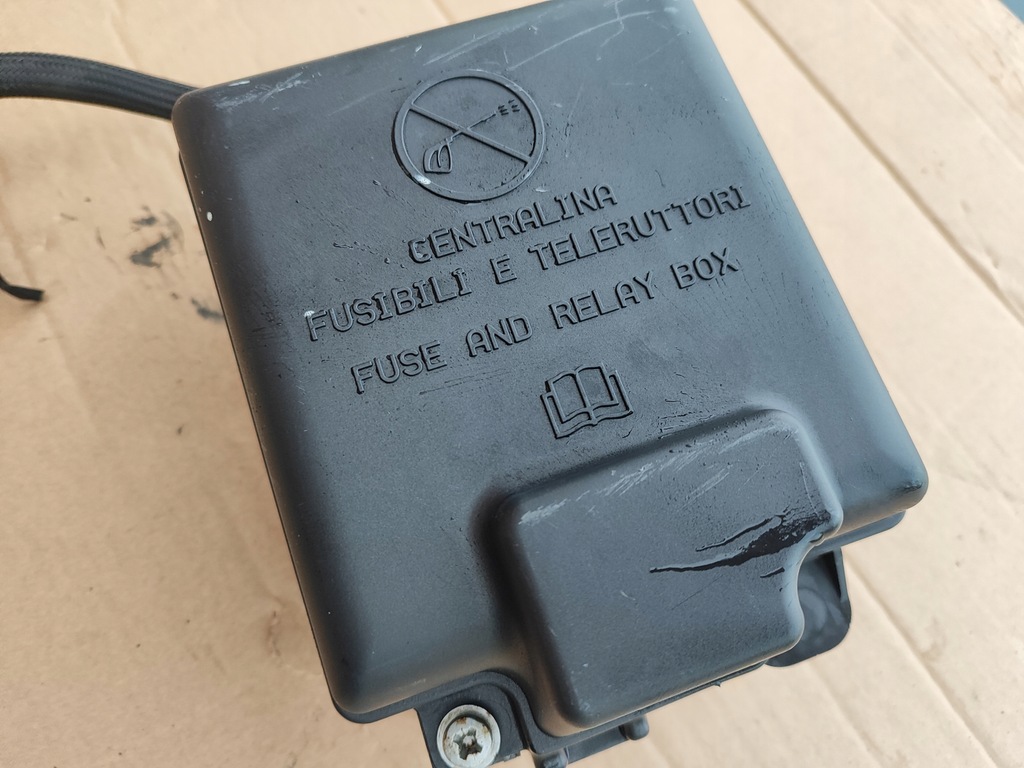 CENTRALINA
FUSIBILI E TELERUTTORI
FUSE AND RELAY BOX